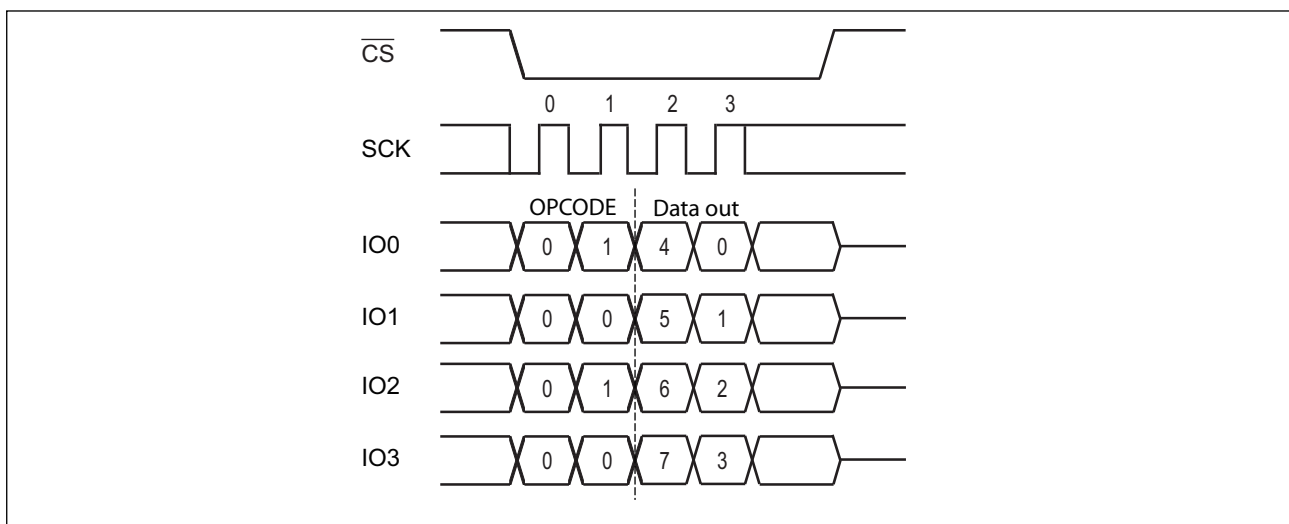 CS
0 1 2 3
SCK
OPCODE Data out
IO0 0 1 4 0
IO1 0 0 5 1
IO2 0 1 6 2
IO3 0 0 7 3